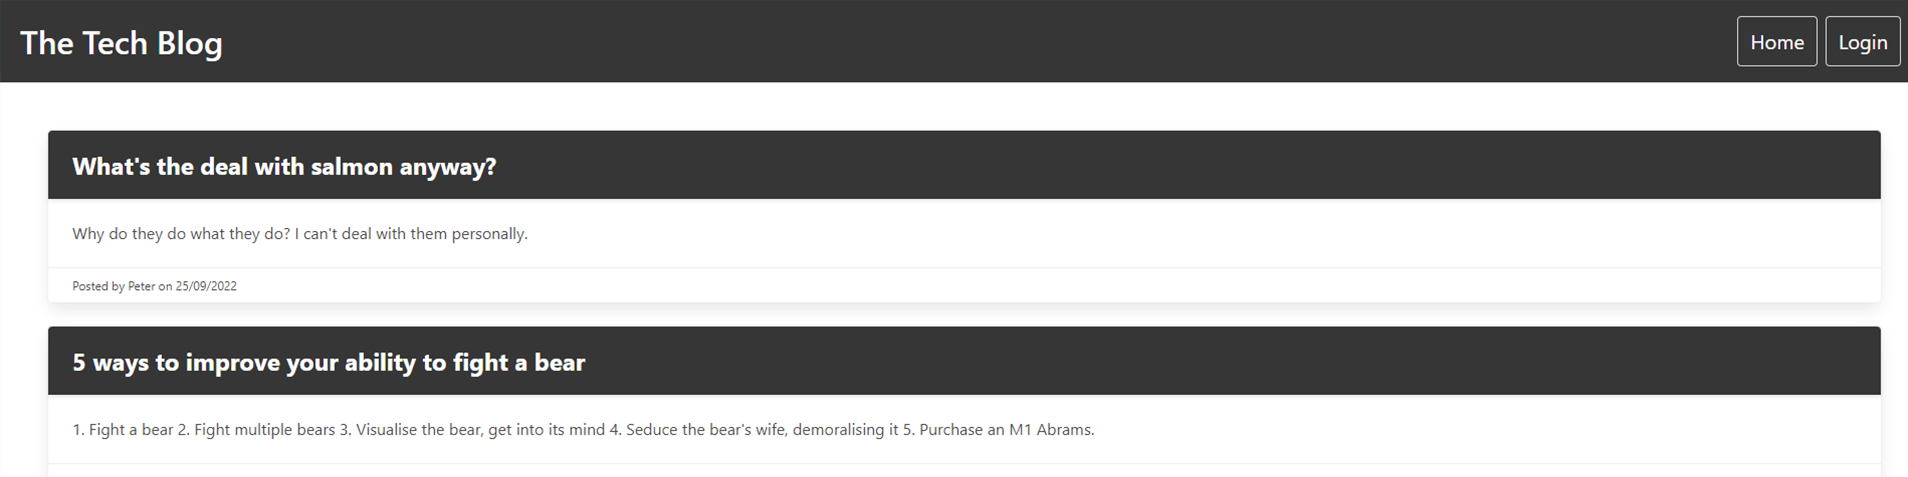 The Tech Blog
Home
Login
What's the deal with salmon anyway?
Why do they do what they do? I can't deal with them personally.
Posted by Peter on 25/09/2022
5 ways to improve your ability to fight a bear
1. Fight a bear 2. Fight multiple bears 3. Visualise the bear, get into its mind 4. Seduce the bear's wife, demoralising it 5. Purchase an M1 Abrams.